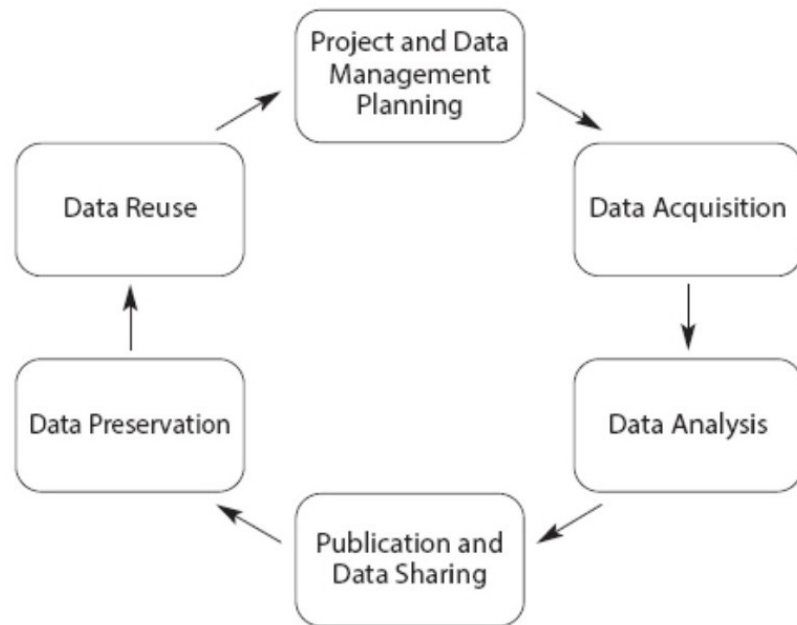 Project and Data
Management
Planning
Data Acquisition
Data Analysis
Publication and
Data Sharing
Data Preservation
Data Reuse